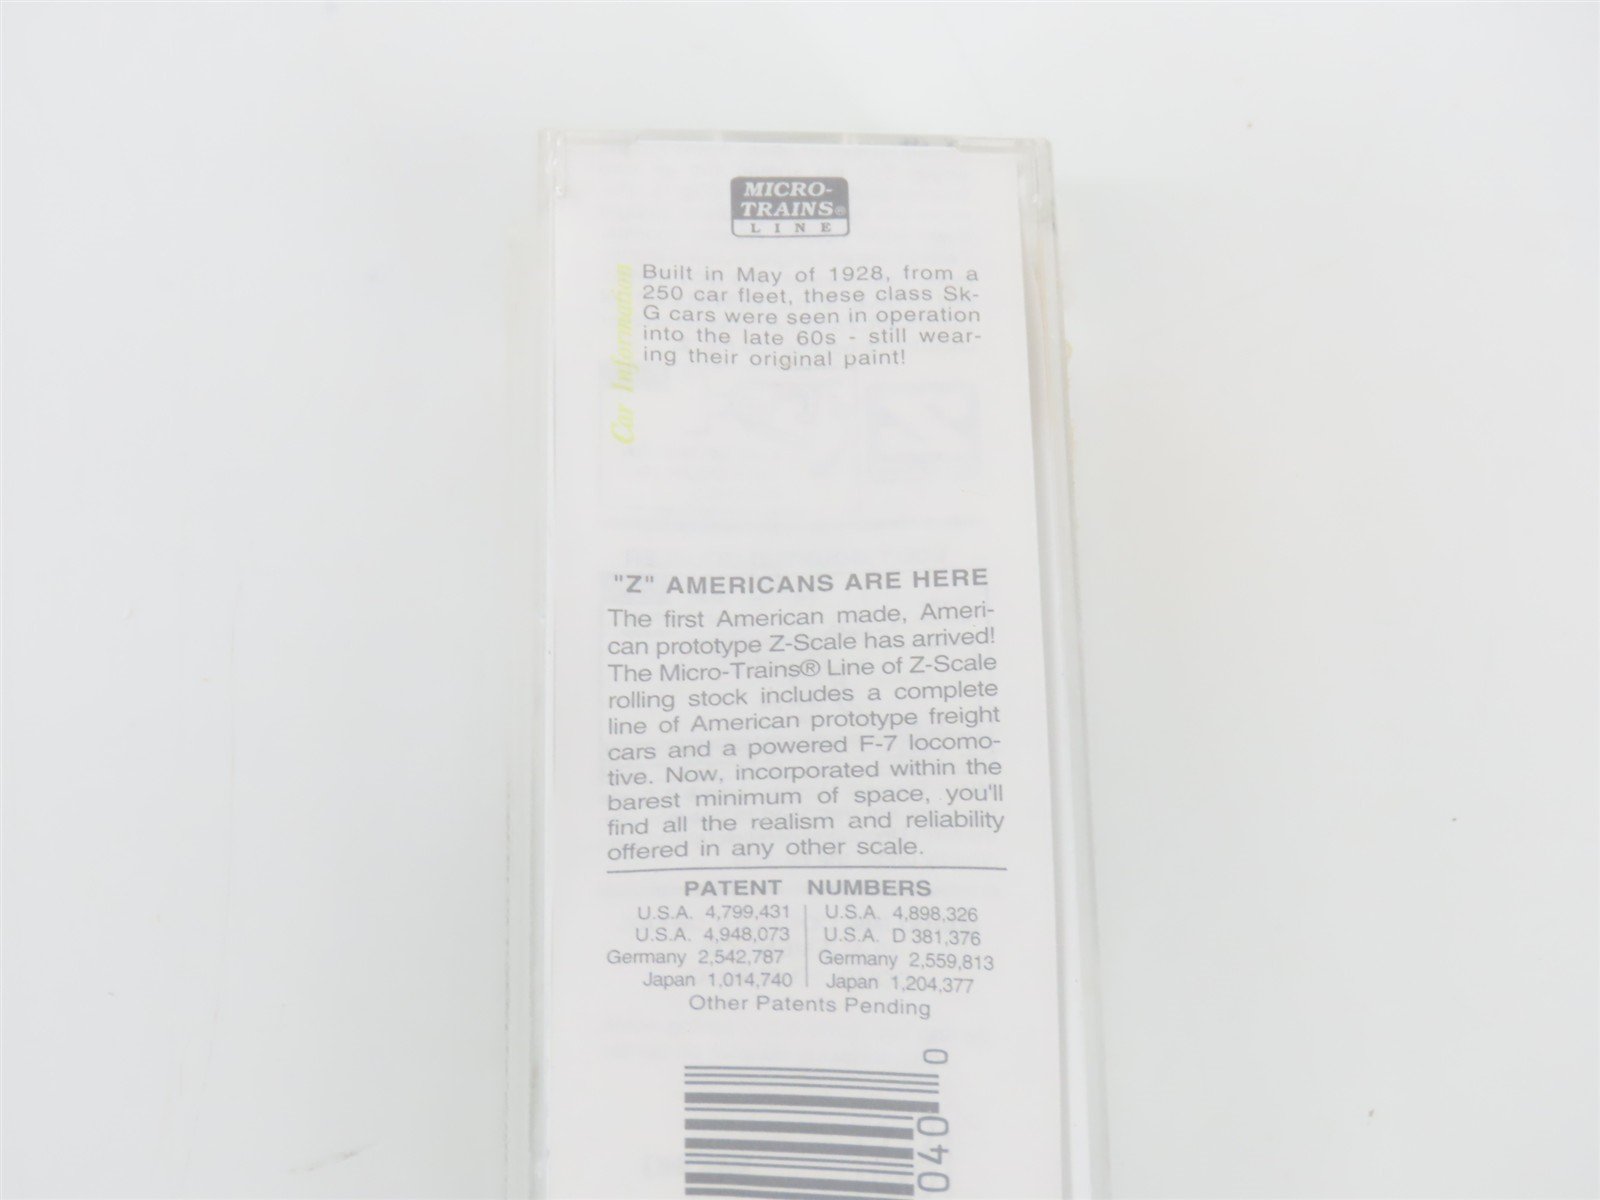 MICRO-
TRAINS®
LINE
Car Information
Built in May of 1928, from a
250 car fleet, these class Sk-
G cars were seen in operation
into the late 60s - still wear-
ing their original paint!
"Z" AMERICANS ARE HERE
The first American made, Ameri-
can prototype Z-Scale has arrived!
The Micro-Trains® Line of Z-Scale
rolling stock includes a complete
line of American prototype freight
cars and a powered F-7 locomo-
tive. Now, incorporated within the
barest minimum of space, you'll
find all the realism and reliability
offered in any other scale.
PATENT NUMBERS
U.S.A. 4,799,431 U.S.A. 4,898,326
U.S.A. 4,948,073 U.S.A. D 381,376
Germany 2,542,787 Germany 2,559,813
Japan 1,014,740 Japan 1,204,377
Other Patents Pending
0
040